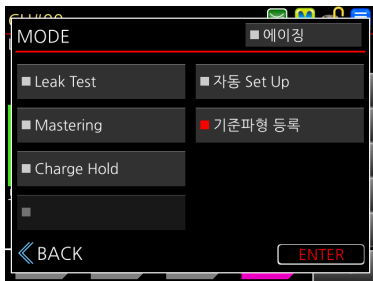 MODE
에이징
Leak Test
자동 Set Up
Mastering
기준파형 등록
Charge Hold
BACK
ENTER